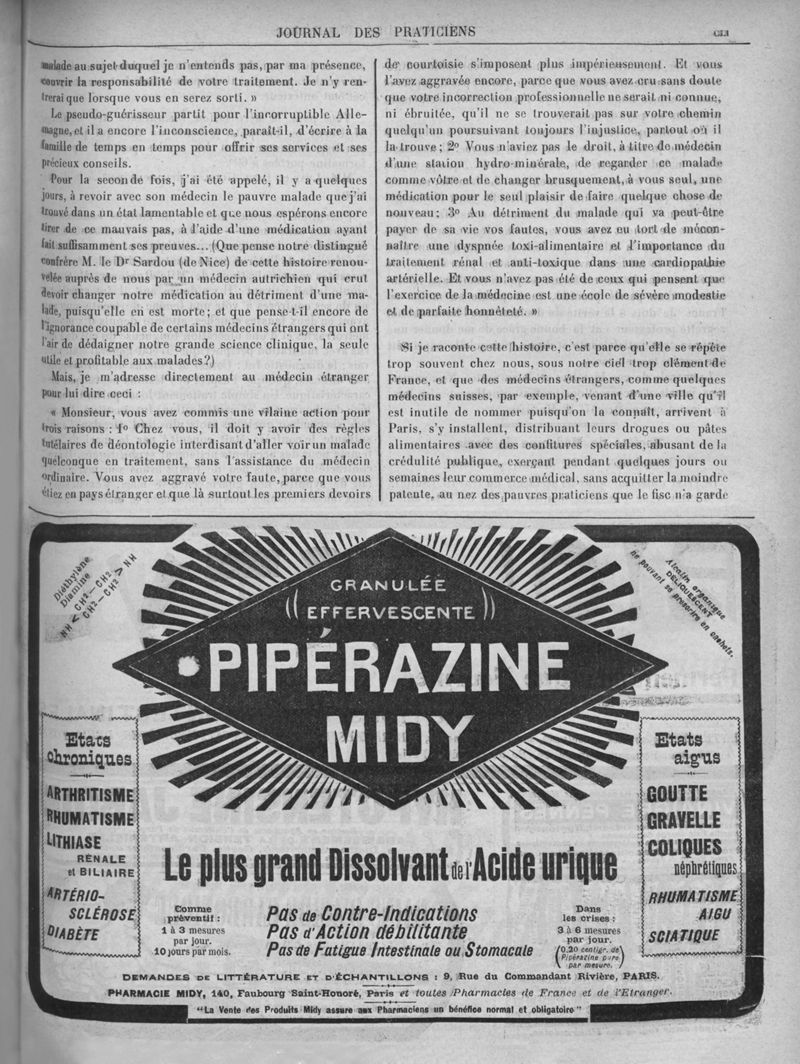 JOURNAL DES PRATICIENS
malade au sujet duquel je n'entends pas, par ma présence,
couvrir la responsabilité de votre traitement. Je n'y ren-
trerai que lorsque vous en serez sorti. »
Le pseudo-guérisseur partit pour l'incorruptible Alle-
magne, et il a encore l'inconscience, paraît-il, d'écrire à la
famille de temps en temps pour offrir ses services et ses
précieux conseils.
Pour la seconde fois, j'ai été appelé, il y a quelques
jours, à revoir avec son médecin le pauvre malade que j'ai
trouvé dans un état lamentable et que nous espérons encore
tirer de ce mauvais pas, à l'aide d'une médication ayant
fait suffisamment ses preuves... (Que pense notre distingué
confrère M. le Dr Sardou (de Nice) de cette histoire renou-
velée auprès de nous par un médecin autrichien qui crut
devoir changer notre médication au détriment d'une ma-
lade, puisqu'elle en est morte; et que pense-t-il encore de
l'ignorance coupable de certains médecins étrangers qui ont
l'air de dédaigner notre grande science clinique, la seule
utile et profitable aux malades?)
Mais, je m'adresse directement au médecin étranger
pour lui dire ceci :
« Monsieur, vous avez commis une vilaine action pour
trois raisons : 1° Chez vous, il doit y avoir des règles
tutélaires de déontologie interdisant d'aller voir un malade
quelconque en traitement, sans l'assistance du médecin
ordinaire. Vous avez aggravé votre faute, parce que vous
étiez en pays étranger et que là surtout les premiers devoirs
de courtoisie s'imposent plus impérieusement. Et vous
l'avez aggravée encore, parce que vous avez cru sans doute
que votre incorrection professionnelle ne serait ni connue,
ni ébruitée, qu'il ne se trouverait pas sur votre chemin
quelqu'un poursuivant toujours l'injustice, partout où il
la trouve; 2° Vous n'aviez pas le droit, à titre de médecin
d'une station hydro-minérale, de regarder ce malade
comme vôtre et de changer brusquement, à vous seul, une
médication pour le seul plaisir de faire quelque chose de
nouveau; 3° Au détriment du malade qui va peut-être
payer de sa vie vos fautes, vous avez eu tort de mécon-
naître une dyspnée toxi-alimentaire et l'importance du
traitement rénal et anti-toxique dans une cardiopathie
artérielle. Et vous n'avez pas été de ceux qui pensent que
l'exercice de la médecine est une école de sévère modestie
et de parfaite honnêteté. »
Si je raconte cette histoire, c'est parce qu'elle se répète
trop souvent chez nous, sous notre ciel trop clément de
France, et que des médecins étrangers, comme quelques
médecins suisses, par exemple, venant d'une ville qu'il
est inutile de nommer puisqu'on la connaît, arrivent à
Paris, s'y installent, distribuant leurs drogues ou pâtes
alimentaires avec des confitures spéciales, abusant de la
crédulité publique, exerçant pendant quelques jours ou
semaines leur commerce médical, sans acquitter la moindre
patente, au nez des pauvres praticiens que le fisc n'a garde
Diéthylène
Diamine
NH < CH2—CH2 > NH
CH2—CH2
Alcalin organique
DÉLIQUESCENT
ne pouvant se prescrire en cachets.
GRANULÉE
EFFERVESCENTE
PIPÉRAZINE
MIDY
Etats
chroniques
ARTHRITISME
RHUMATISME
LITHIASE
RÉNALE
et BILIAIRE
ARTÉRIO-
SCLÉROSE
DIABÈTE
Etats
aigus
GOUTTE
GRAVELLE
COLIQUES
néphrétiques
RHUMATISME
AIGU
SCIATIQUE
Le plus grand Dissolvant de l'Acide urique
Comme
préventif :
1 à 3 mesures
par jour.
10 jours par mois.
Pas de Contre-Indications
Pas d'Action débilitante
Pas de Fatigue Intestinale ou Stomacale
Dans
les crises :
3 à 6 mesures
par jour.
(0.20 centigr. de
Pipérazine pure
par mesure.)
DEMANDES DE LITTÉRATURE ET D'ÉCHANTILLONS : 9, Rue du Commandant Rivière, PARIS.
PHARMACIE MIDY, 140, Faubourg Saint-Honoré, Paris et toutes Pharmacies de France et de l'Etranger.
"La Vente des Produits Midy assure aux Pharmaciens un bénéfice normal et obligatoire"